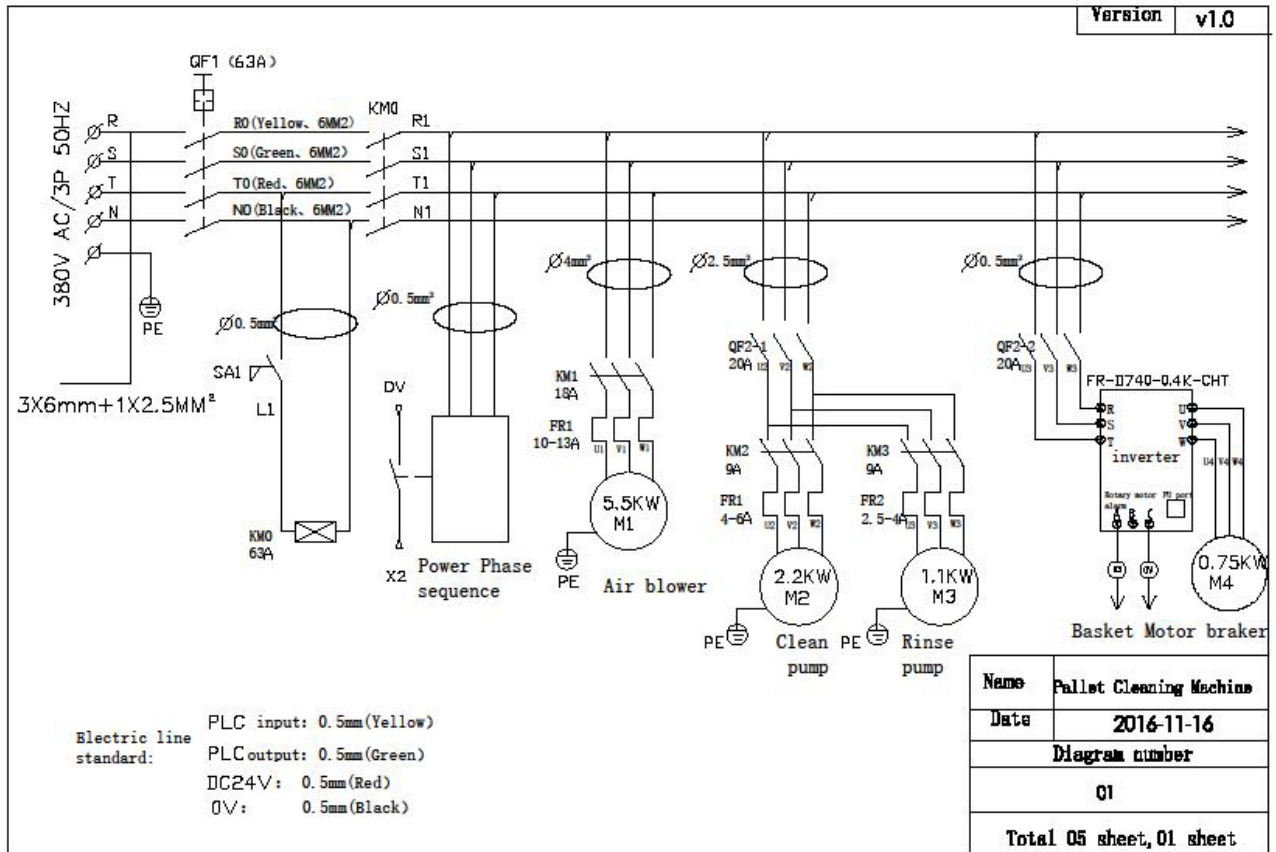 Version v1.0
QF1 (63A)
380V AC/3P 50HZ
R
S
T
N
R0(Yellow、6MM2)
S0(Green、6MM2)
T0(Red、6MM2)
N0(Black、6MM2)
KM0
R1
S1
T1
N1
PE
3X6mm+1X2.5MM²
Ø0.5mm²
SA1
L1
KM0
63A
Ø0.5mm²
0V
X2
Power Phase
sequence
Ø4mm²
KM1
18A
FR1
10-13A
U1 V1 W1
5.5KW
M1
PE
Air blower
Ø2.5mm²
QF2-1
20A U2 V2 W2
KM2
9A
FR1
4-6A U2 V2 W2
2.2KW
M2
PE
Clean
pump
KM3
9A
FR2
2.5-4A U3 V3 W3
1.1KW
M3
PE
Rinse
pump
Ø0.5mm²
QF2-2
20A U3 V3 W3
FR-D740-0.4K-CHT
R U
S V
T W
inverter
U4 V4 W4
Rotary motor
alarm
PU port
A B C
0V
0.75KW
M4
Basket Motor braker
Electric line
standard:
PLC input: 0.5mm(Yellow)
PLC output: 0.5mm(Green)
DC24V: 0.5mm(Red)
0V: 0.5mm(Black)
Name Pallet Cleaning Machine
Date 2016-11-16
Diagram number
01
Total 05 sheet,01 sheet